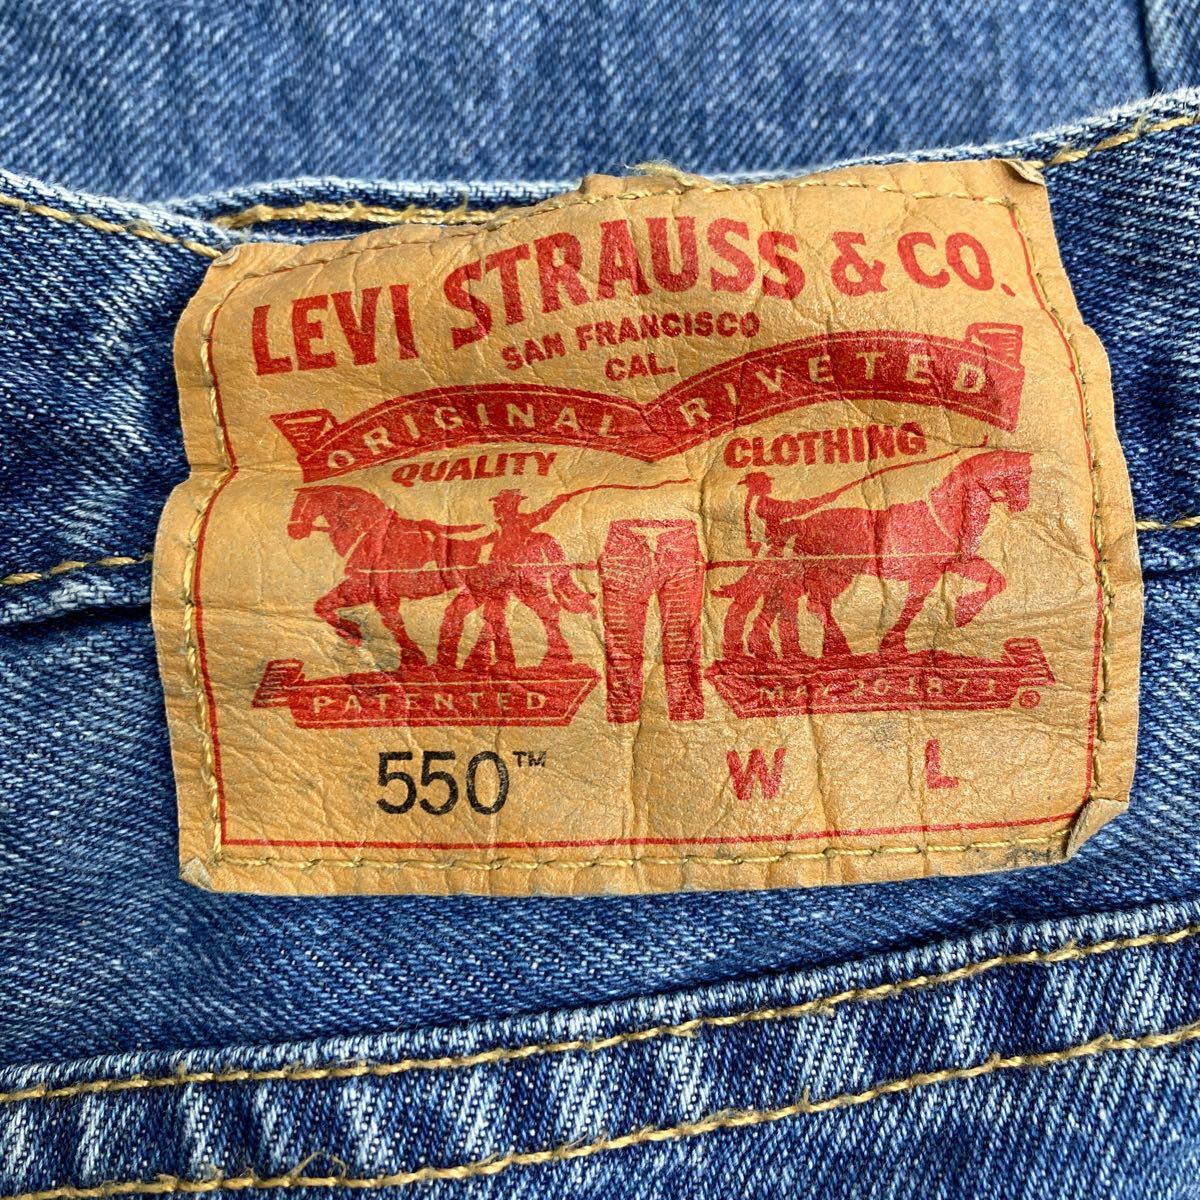 LEVI STRAUSS & CO.
SAN FRANCISCO
CAL.
ORIGINAL RIVETED
QUALITY CLOTHING
PATENTED MAY 20 1873 ®
550™ W L